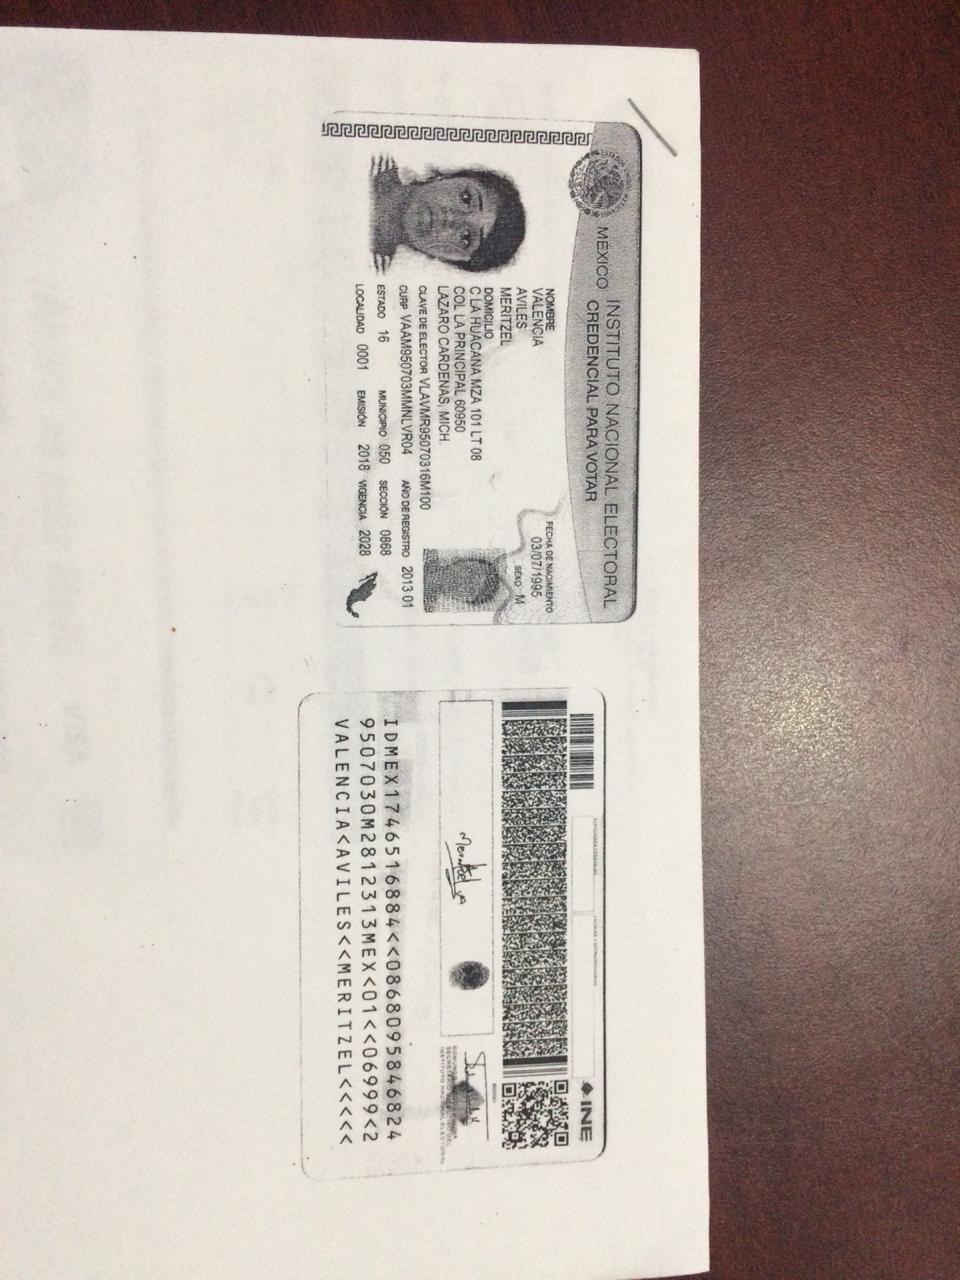 MÉXICO INSTITUTO NACIONAL ELECTORAL
CREDENCIAL PARA VOTAR
NOMBRE
VALENCIA
AVILES
MERITZEL
FECHA DE NACIMIENTO
03/07/1995
SEXO M
DOMICILIO
C LA HUACANA MZA 101 LT 08
COL LA PRINCIPAL 60950
LAZARO CARDENAS, MICH.
CLAVE DE ELECTOR VLAVMR95070316M100
CURP VAAM950703MMNLVR04 AÑO DE REGISTRO 2013 01
ESTADO 16 MUNICIPIO 050 SECCIÓN 0868
LOCALIDAD 0001 EMISIÓN 2018 VIGENCIA 2028
INE
SECRETARIO EJECUTIVO DEL
INSTITUTO NACIONAL ELECTORAL
IDMEX1746516884<<0868095846824
9507030M2812313MEX<01<<06999<2
VALENCIA<AVILES<<MERITZEL<<<<<
VISA